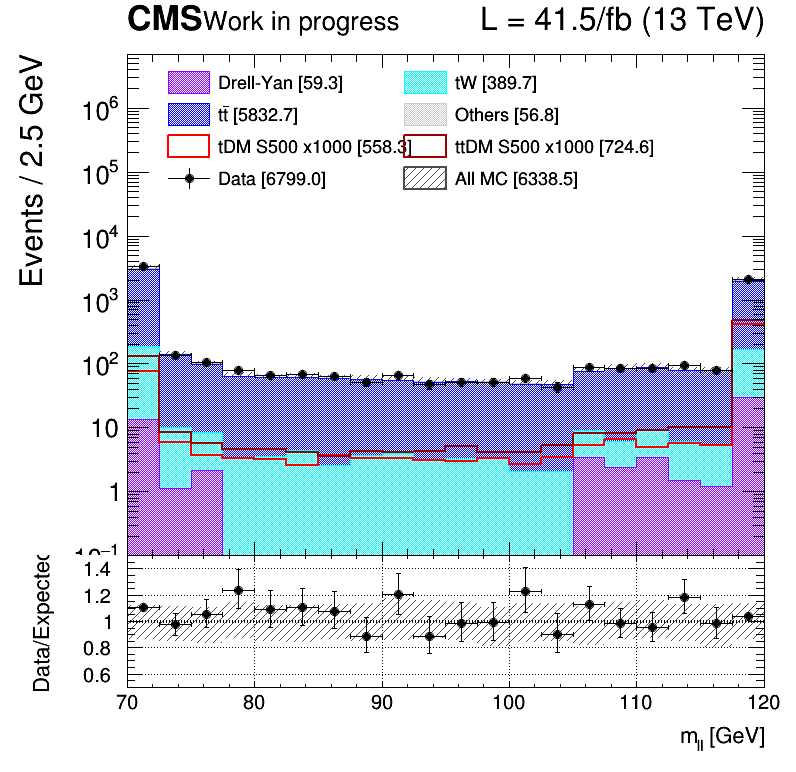 CMS Work in progress L = 41.5/fb (13 TeV)
Events / 2.5 GeV
Drell-Yan [59.3] tW [389.7]
tt̄ [5832.7] Others [56.8]
tDM S500 x1000 [558.3] ttDM S500 x1000 [724.6]
Data [6799.0] All MC [6338.5]
10⁶
10⁵
10⁴
10³
10²
10
1
10⁻¹
Data/Expected
1.4
1.2
1
0.8
0.6
70 80 90 100 110 120
m_ll [GeV]